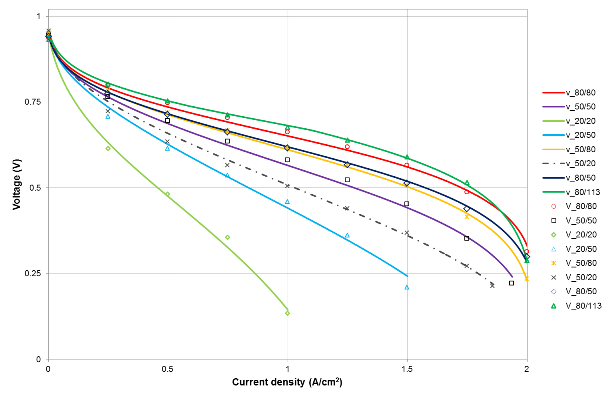 1
0.75
0.5
0.25
0
0
0.5
1
1.5
2
Voltage (V)
Current density (A/cm²)
v_80/80
v_50/50
v_20/20
v_20/50
v_50/80
v_50/20
v_80/50
v_80/113
V_80/80
V_50/50
V_20/20
V_20/50
V_50/80
V_50/20
V_80/50
V_80/113